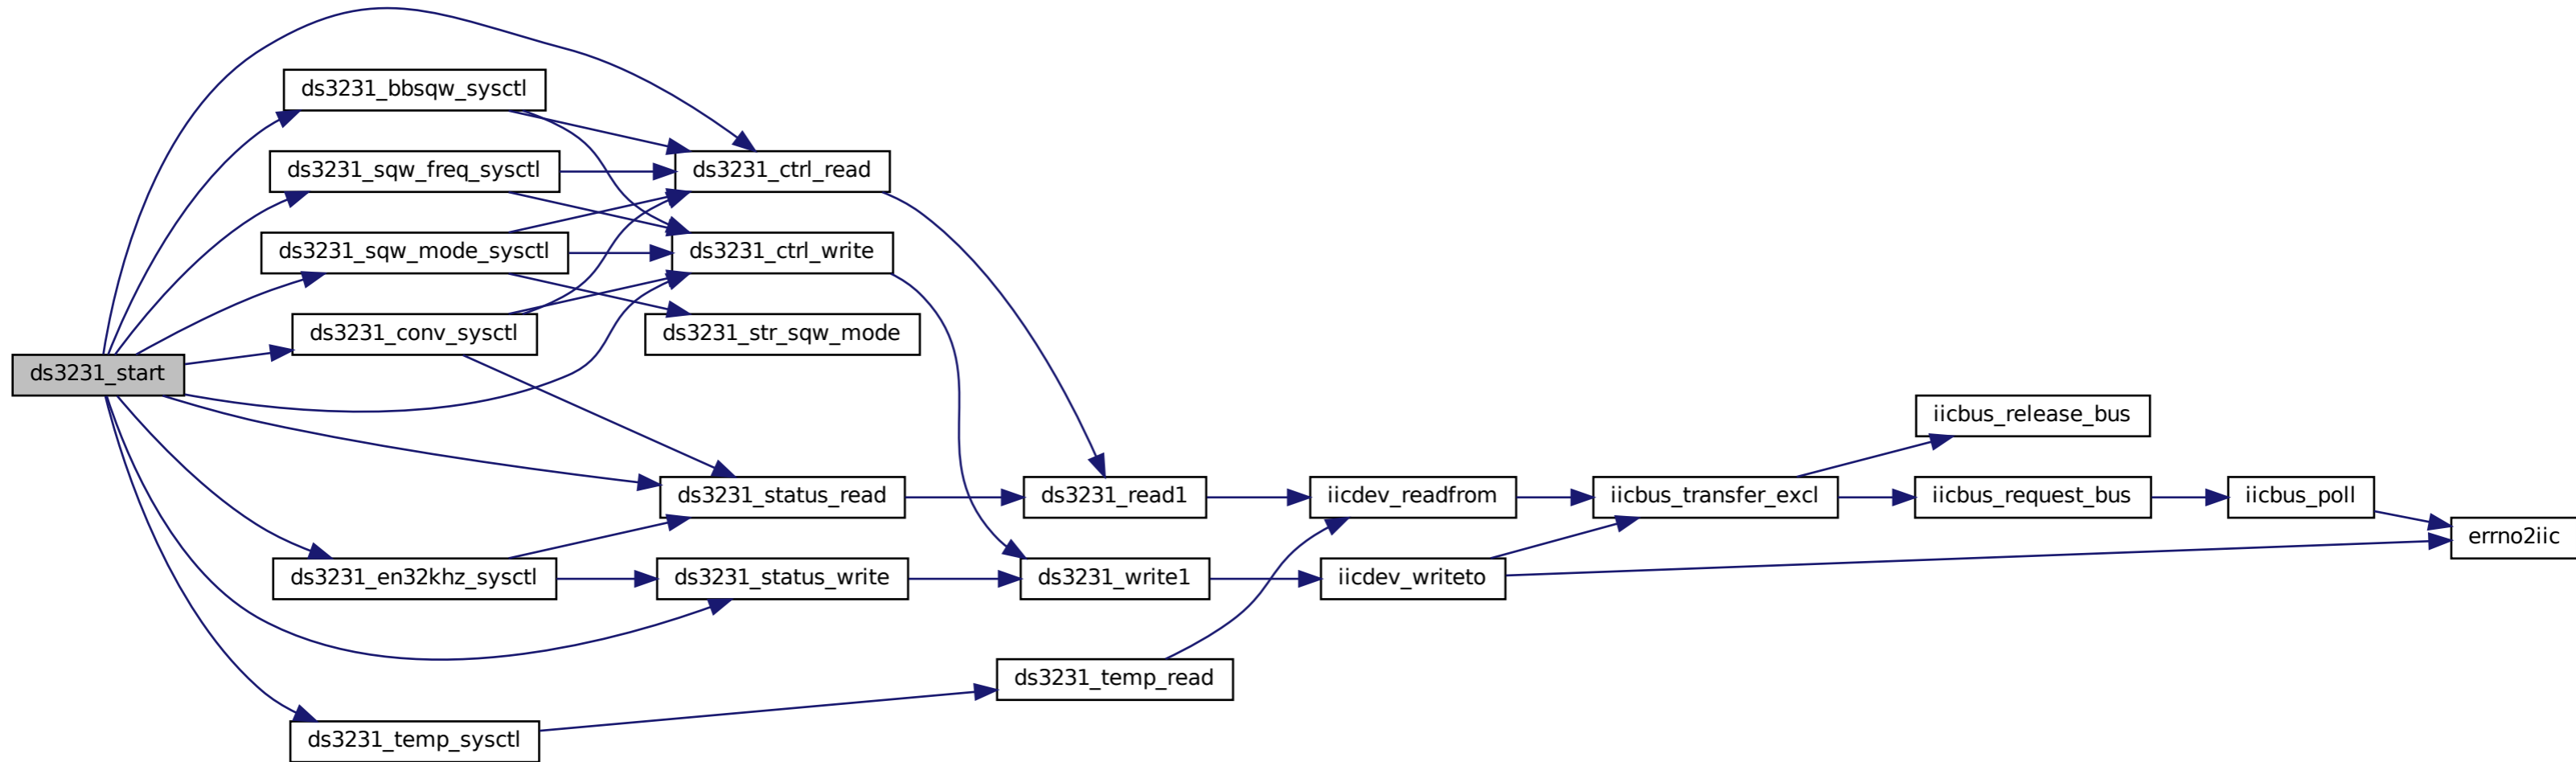 ds3231_bbsqw_sysctl
ds3231_sqw_freq_sysctl
ds3231_ctrl_read
ds3231_sqw_mode_sysctl
ds3231_ctrl_write
ds3231_conv_sysctl
ds3231_str_sqw_mode
ds3231_start
iicbus_release_bus
ds3231_status_read
ds3231_read1
iicdev_readfrom
iicbus_transfer_excl
iicbus_request_bus
iicbus_poll
errno2iic
ds3231_en32khz_sysctl
ds3231_status_write
ds3231_write1
iicdev_writeto
ds3231_temp_read
ds3231_temp_sysctl